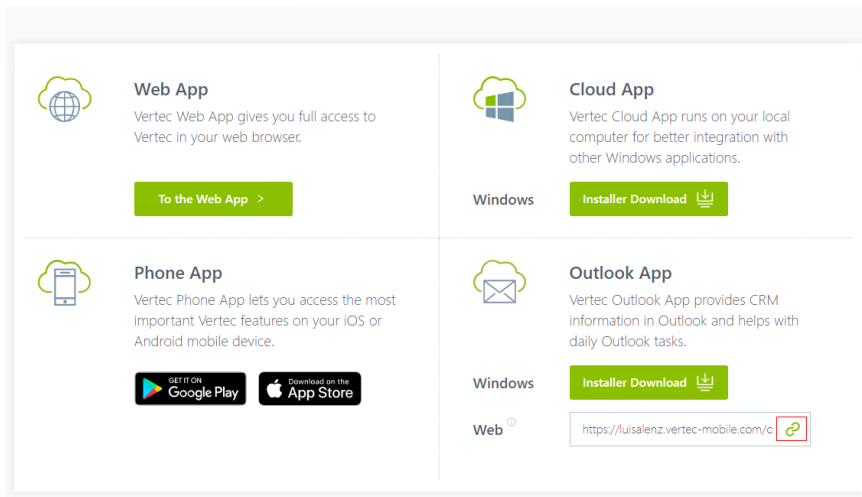 Web App
Vertec Web App gives you full access to
Vertec in your web browser.
To the Web App >
Cloud App
Vertec Cloud App runs on your local
computer for better integration with
other Windows applications.
Windows
Installer Download
Phone App
Vertec Phone App lets you access the most
important Vertec features on your iOS or
Android mobile device.
GET IT ON
Google Play
Download on the
App Store
Outlook App
Vertec Outlook App provides CRM
information in Outlook and helps with
daily Outlook tasks.
Windows
Installer Download
Web
https://luisalenz.vertec-mobile.com/c